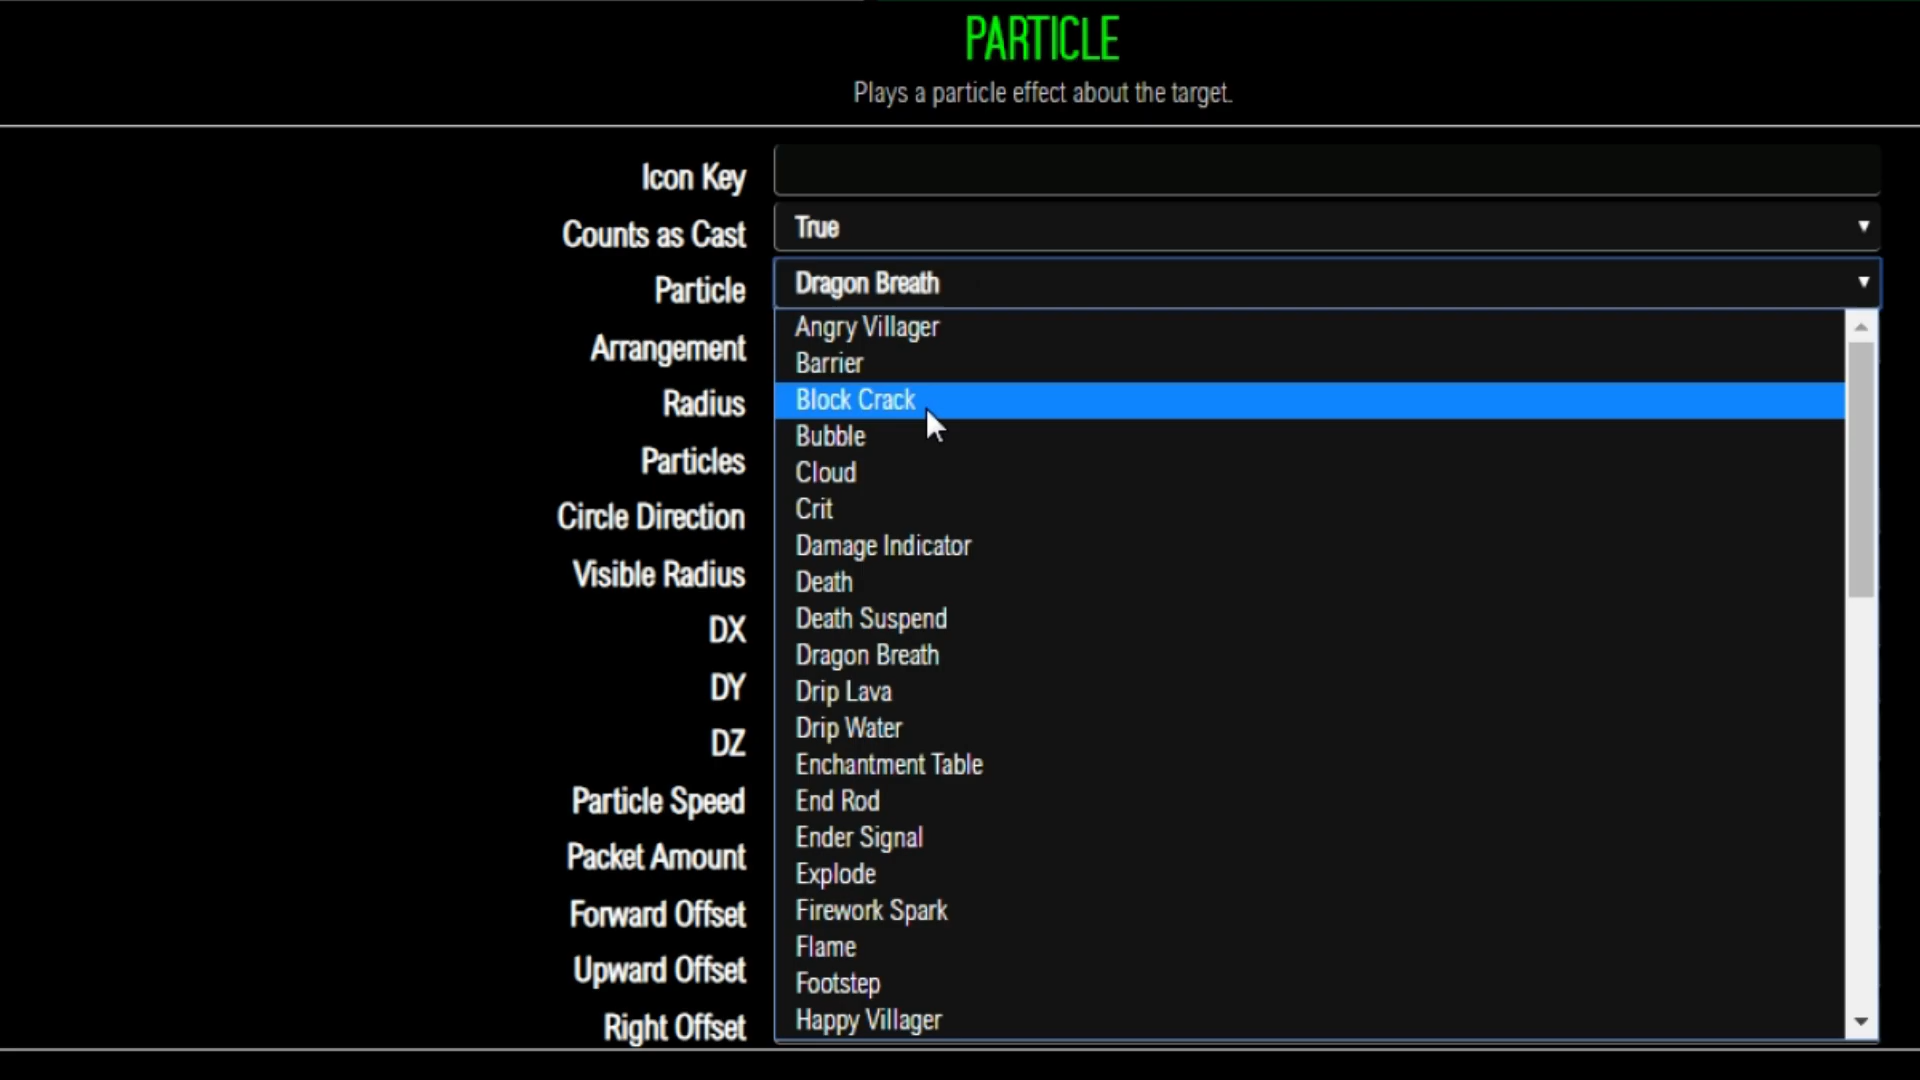 PARTICLE
Plays a particle effect about the target.
Icon Key
Counts as Cast True
Particle Dragon Breath
Angry Villager
Barrier
Arrangement
Block Crack
Radius
Bubble
Particles
Cloud
Crit
Circle Direction
Damage Indicator
Visible Radius
Death
Death Suspend
DX
Dragon Breath
DY
Drip Lava
Drip Water
DZ
Enchantment Table
Particle Speed
End Rod
Ender Signal
Packet Amount
Explode
Forward Offset
Firework Spark
Flame
Upward Offset
Footstep
Right Offset
Happy Villager